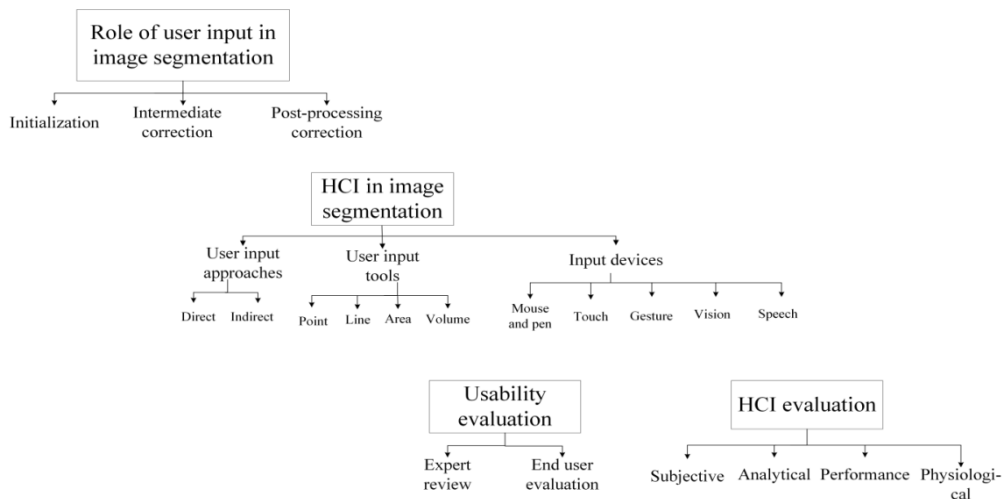 Role of user input in
image segmentation
Initialization
Intermediate
correction
Post-processing
correction
HCI in image
segmentation
User input
approaches
User input
tools
Input devices
Direct
Indirect
Point
Line
Area
Volume
Mouse
and pen
Touch
Gesture
Vision
Speech
Usability
evaluation
HCI evaluation
Expert
review
End user
evaluation
Subjective
Analytical
Performance
Physiologi-
cal